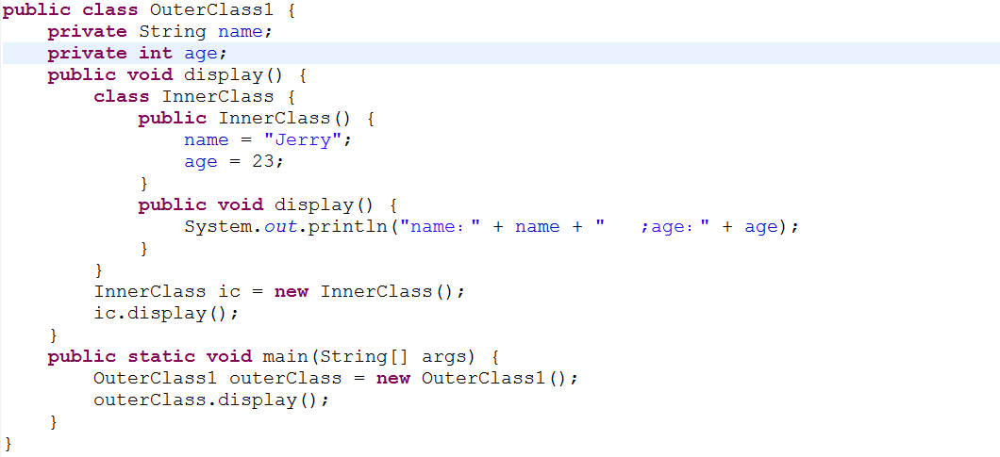 public class OuterClass1 {
    private String name;
    private int age;
    public void display() {
        class InnerClass {
            public InnerClass() {
                name = "Jerry";
                age = 23;
            }
            public void display() {
                System.out.println("name：" + name + "   ;age：" + age);
            }
        }
        InnerClass ic = new InnerClass();
        ic.display();
    }
    public static void main(String[] args) {
        OuterClass1 outerClass = new OuterClass1();
        outerClass.display();
    }
}